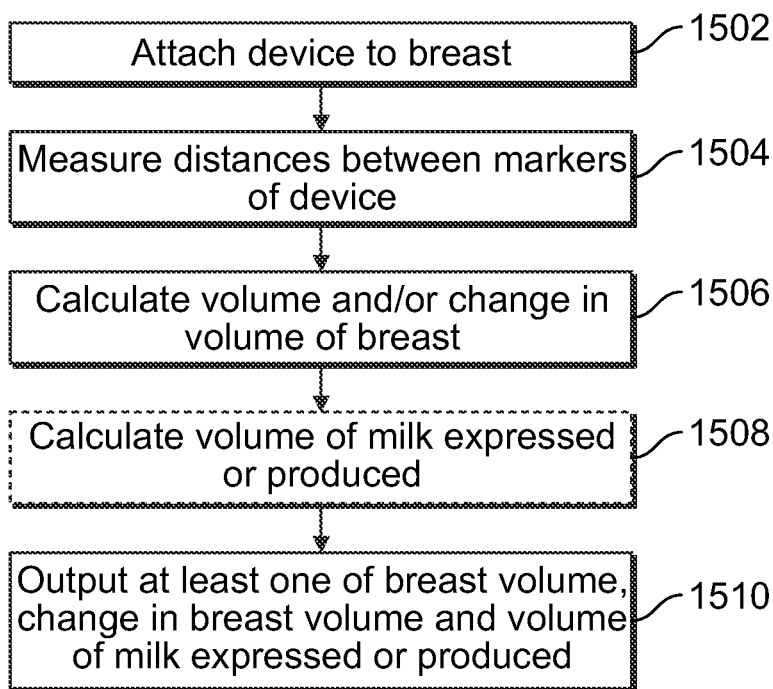 Attach device to breast
1502
Measure distances between markers
of device
1504
Calculate volume and/or change in
volume of breast
1506
Calculate volume of milk expressed
or produced
1508
Output at least one of breast volume,
change in breast volume and volume
of milk expressed or produced
1510